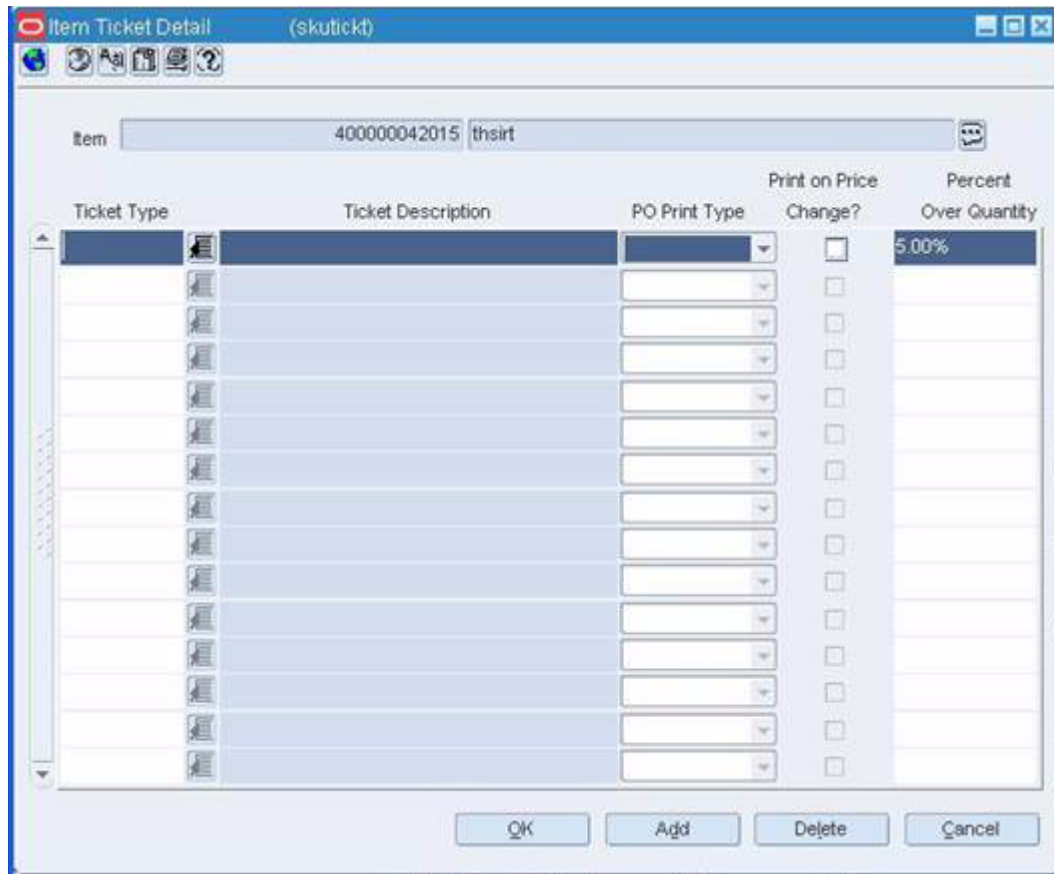 Item Ticket Detail (skutickt)
Item 400000042015 thsirt
Print on Price Percent
Ticket Type Ticket Description PO Print Type Change? Over Quantity
5.00%
OK Add Delete Cancel